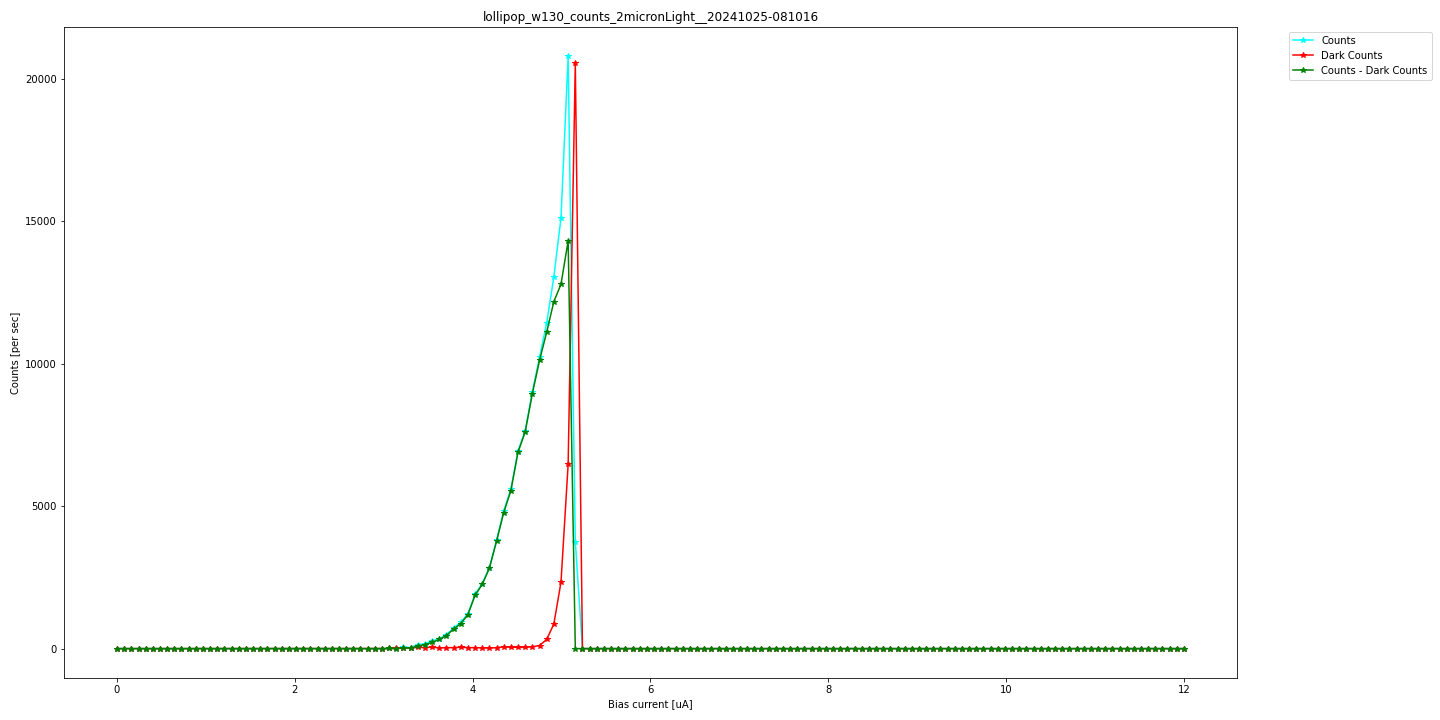 lollipop_w130_counts_2micronLight__20241025-081016
Counts
Dark Counts
Counts - Dark Counts
20000
15000
10000
5000
0
Counts [per sec]
0 2 4 6 8 10 12
Bias current [uA]